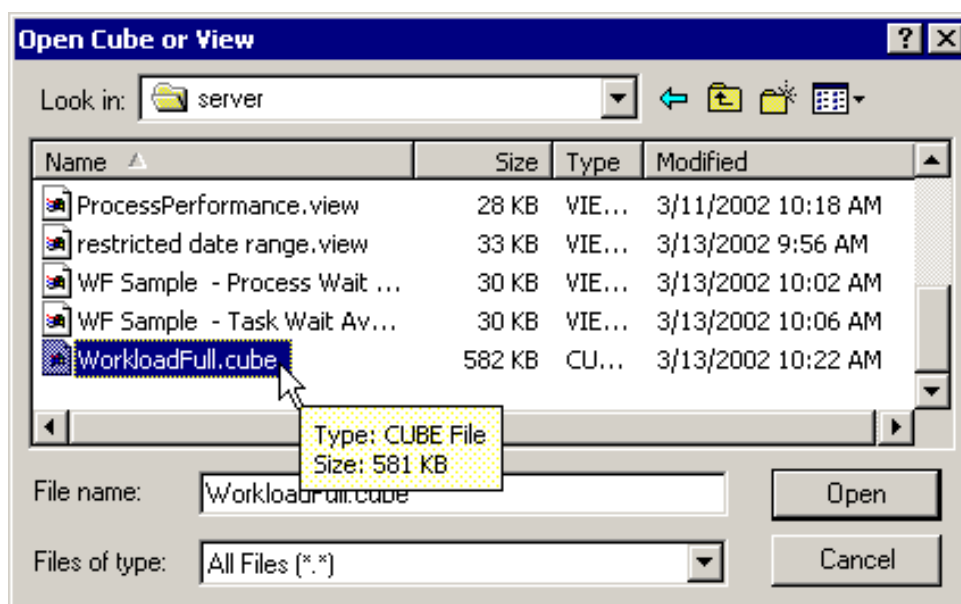 Open Cube or View
Look in: server
Name Size Type Modified
ProcessPerformance.view 28 KB VIE... 3/11/2002 10:18 AM
restricted date range.view 33 KB VIE... 3/13/2002 9:56 AM
WF Sample - Process Wait ... 30 KB VIE... 3/13/2002 10:02 AM
WF Sample - Task Wait Av... 30 KB VIE... 3/13/2002 10:06 AM
WorkloadFull.cube 582 KB CU... 3/13/2002 10:22 AM
Type: CUBE File
Size: 581 KB
File name: WorkloadFull.cube Open
Files of type: All Files (*.*) Cancel